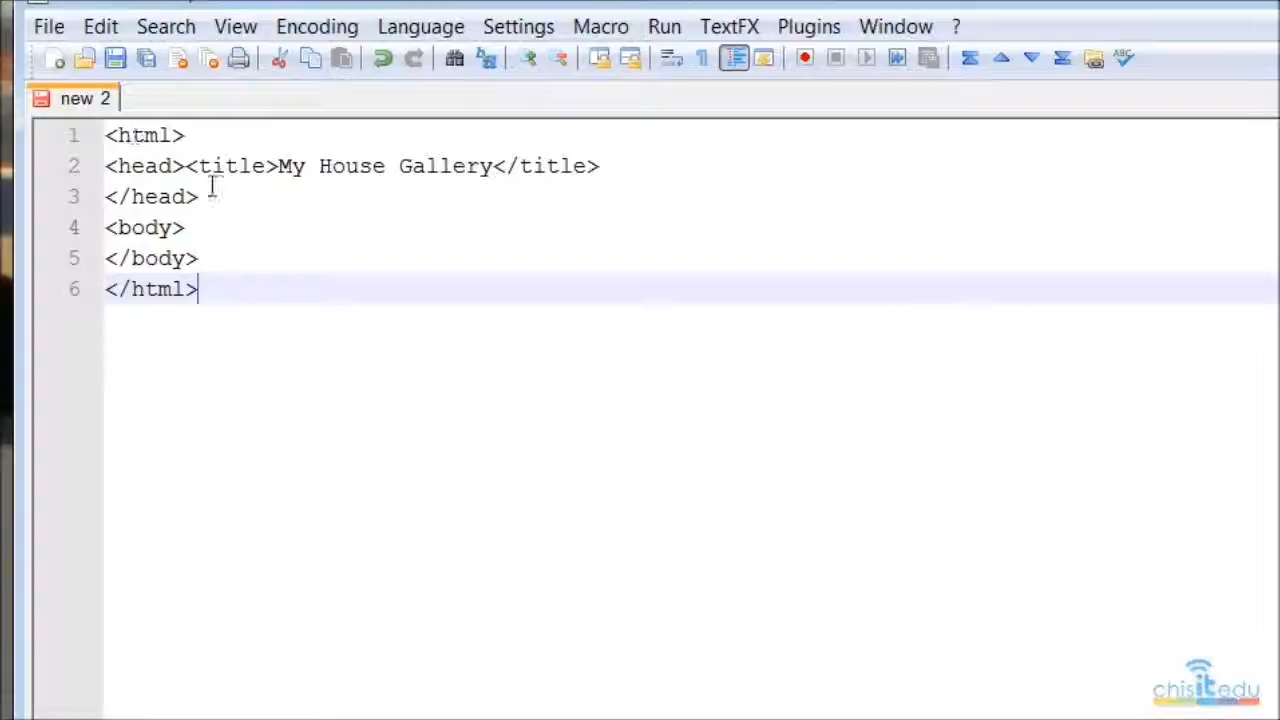 File Edit Search View Encoding Language Settings Macro Run TextFX Plugins Window ?
ABC
new 2
1 <html>
2 <head><title>My House Gallery</title>
3 </head>
4 <body>
5 </body>
6 </html>
chisitedu